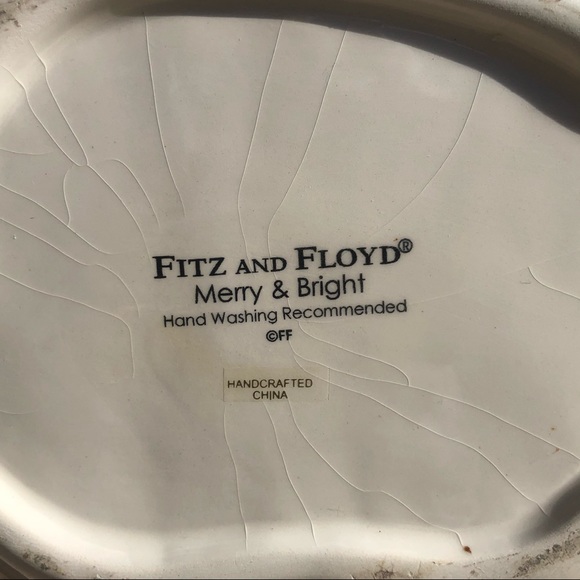 FITZ AND FLOYD®
Merry & Bright
Hand Washing Recommended
©FF
HANDCRAFTED
CHINA